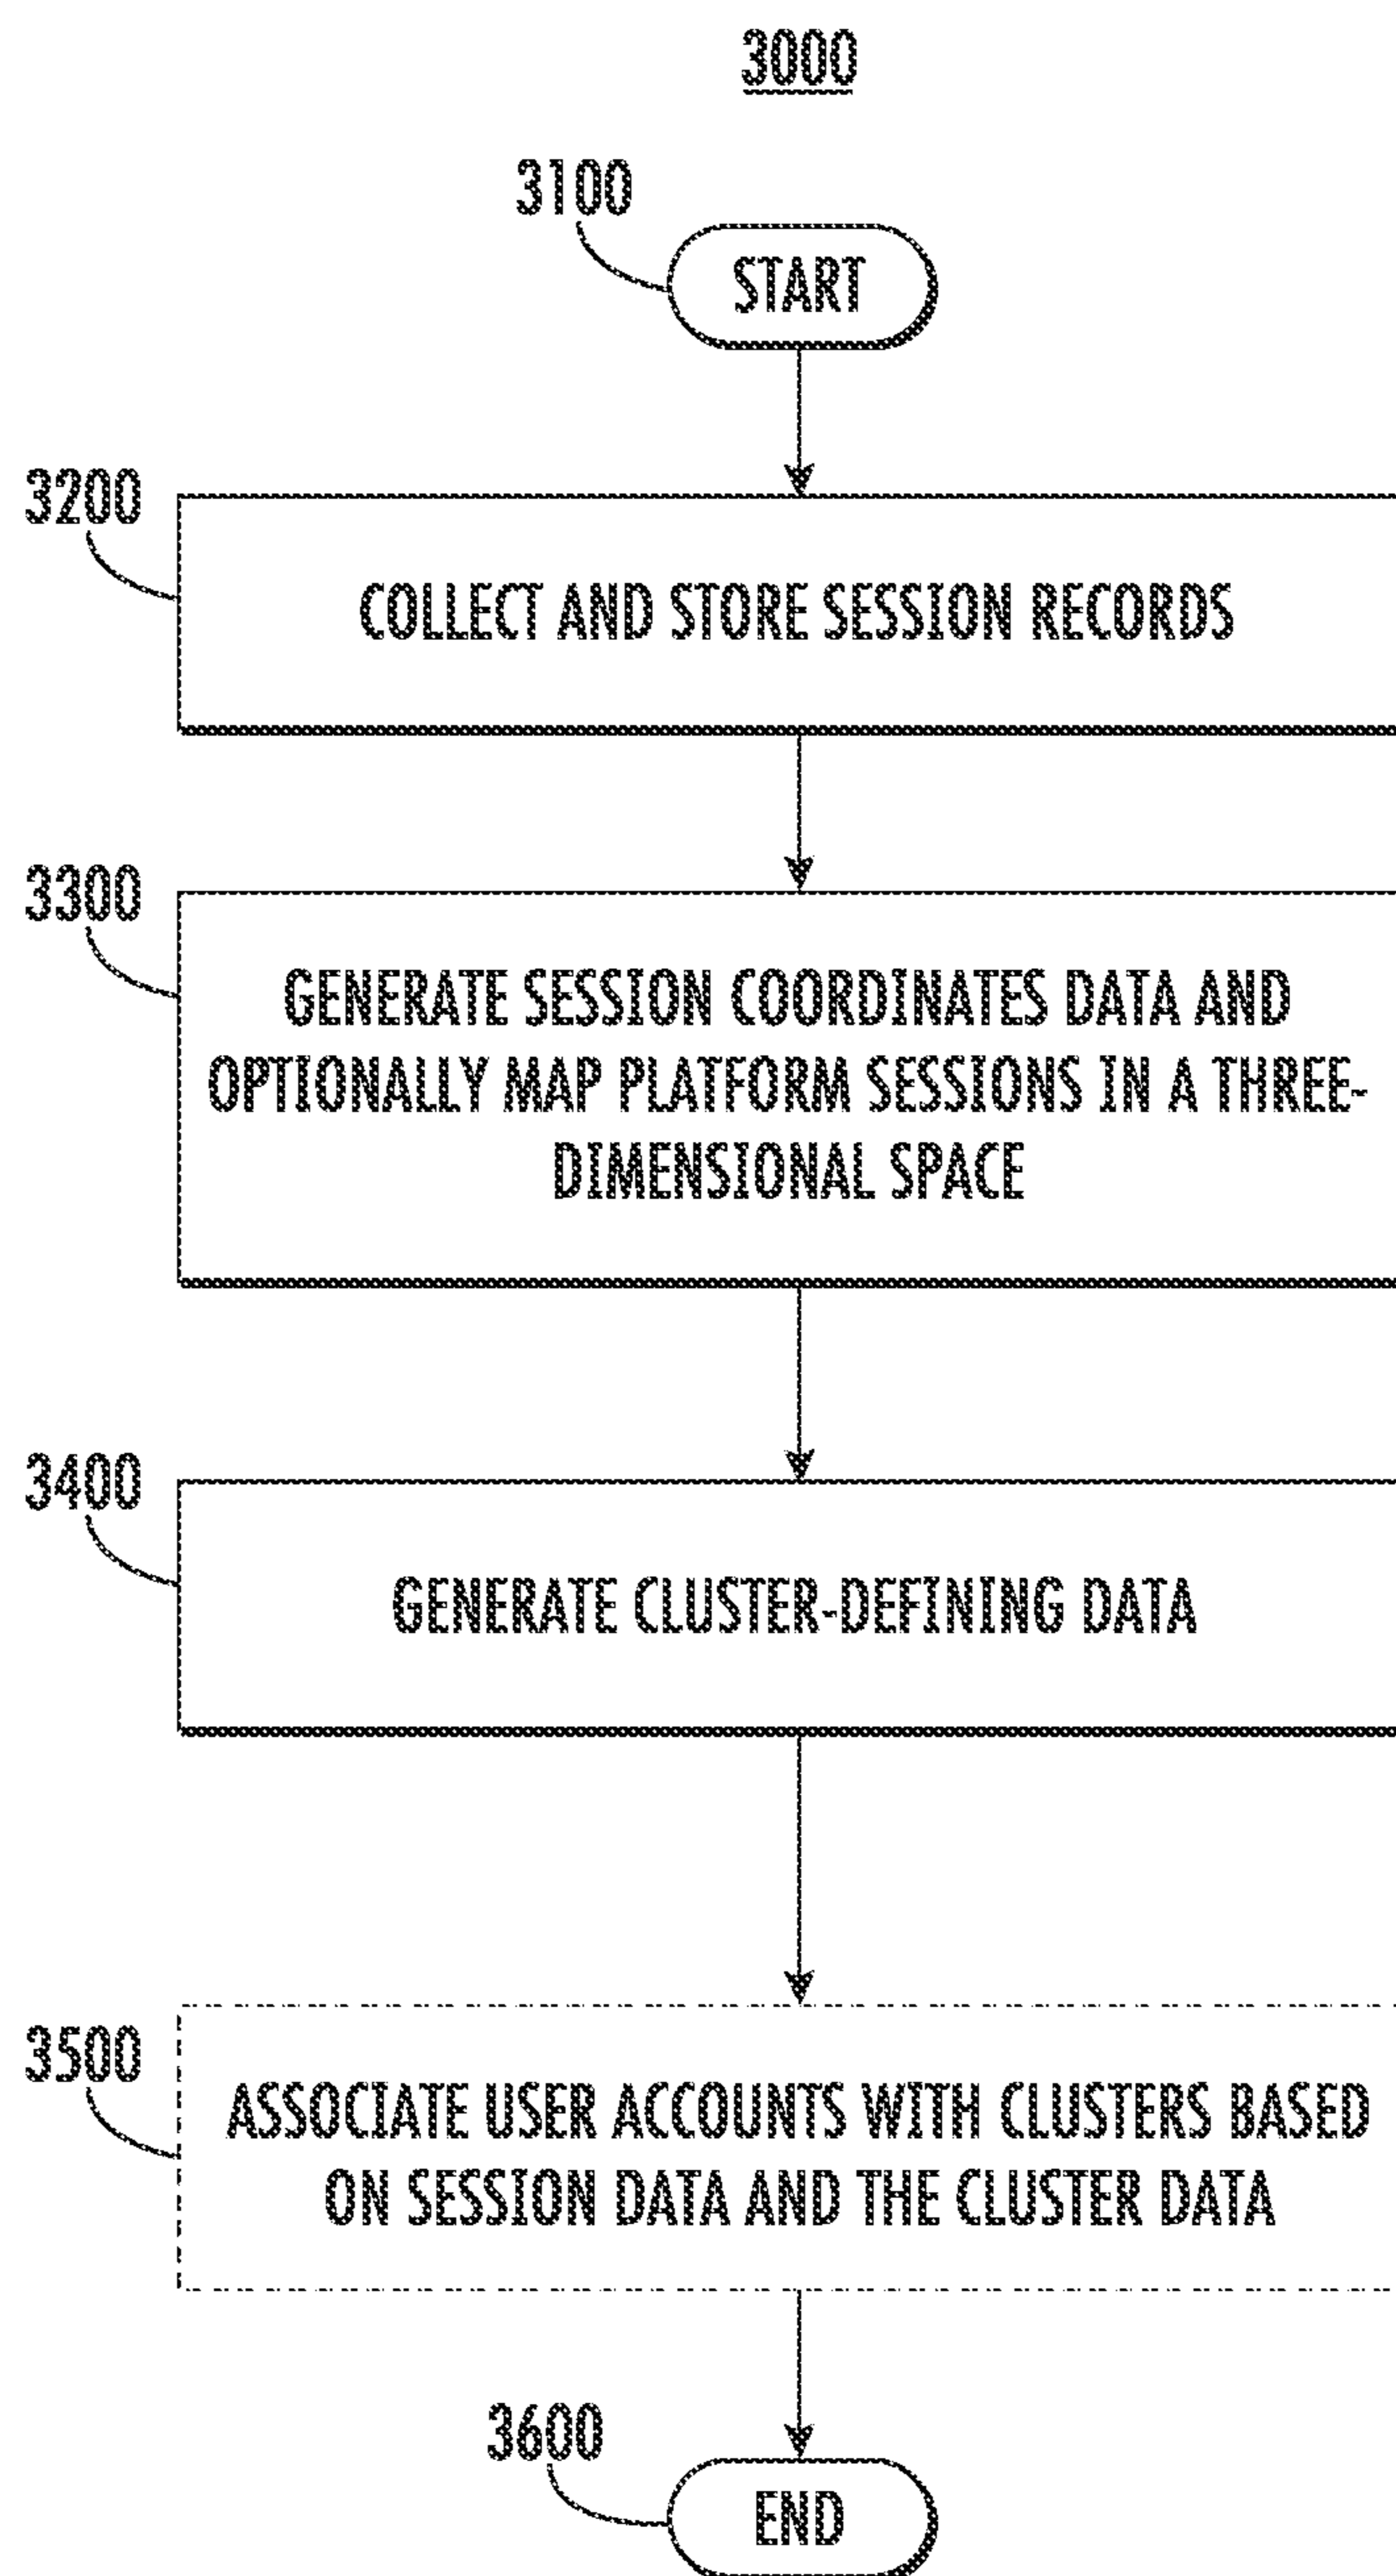 3000
3100
START
3200
COLLECT AND STORE SESSION RECORDS
3300
GENERATE SESSION COORDINATES DATA AND
OPTIONALLY MAP PLATFORM SESSIONS IN A THREE-
DIMENSIONAL SPACE
3400
GENERATE CLUSTER-DEFINING DATA
3500
ASSOCIATE USER ACCOUNTS WITH CLUSTERS BASED
ON SESSION DATA AND THE CLUSTER DATA
3600
END